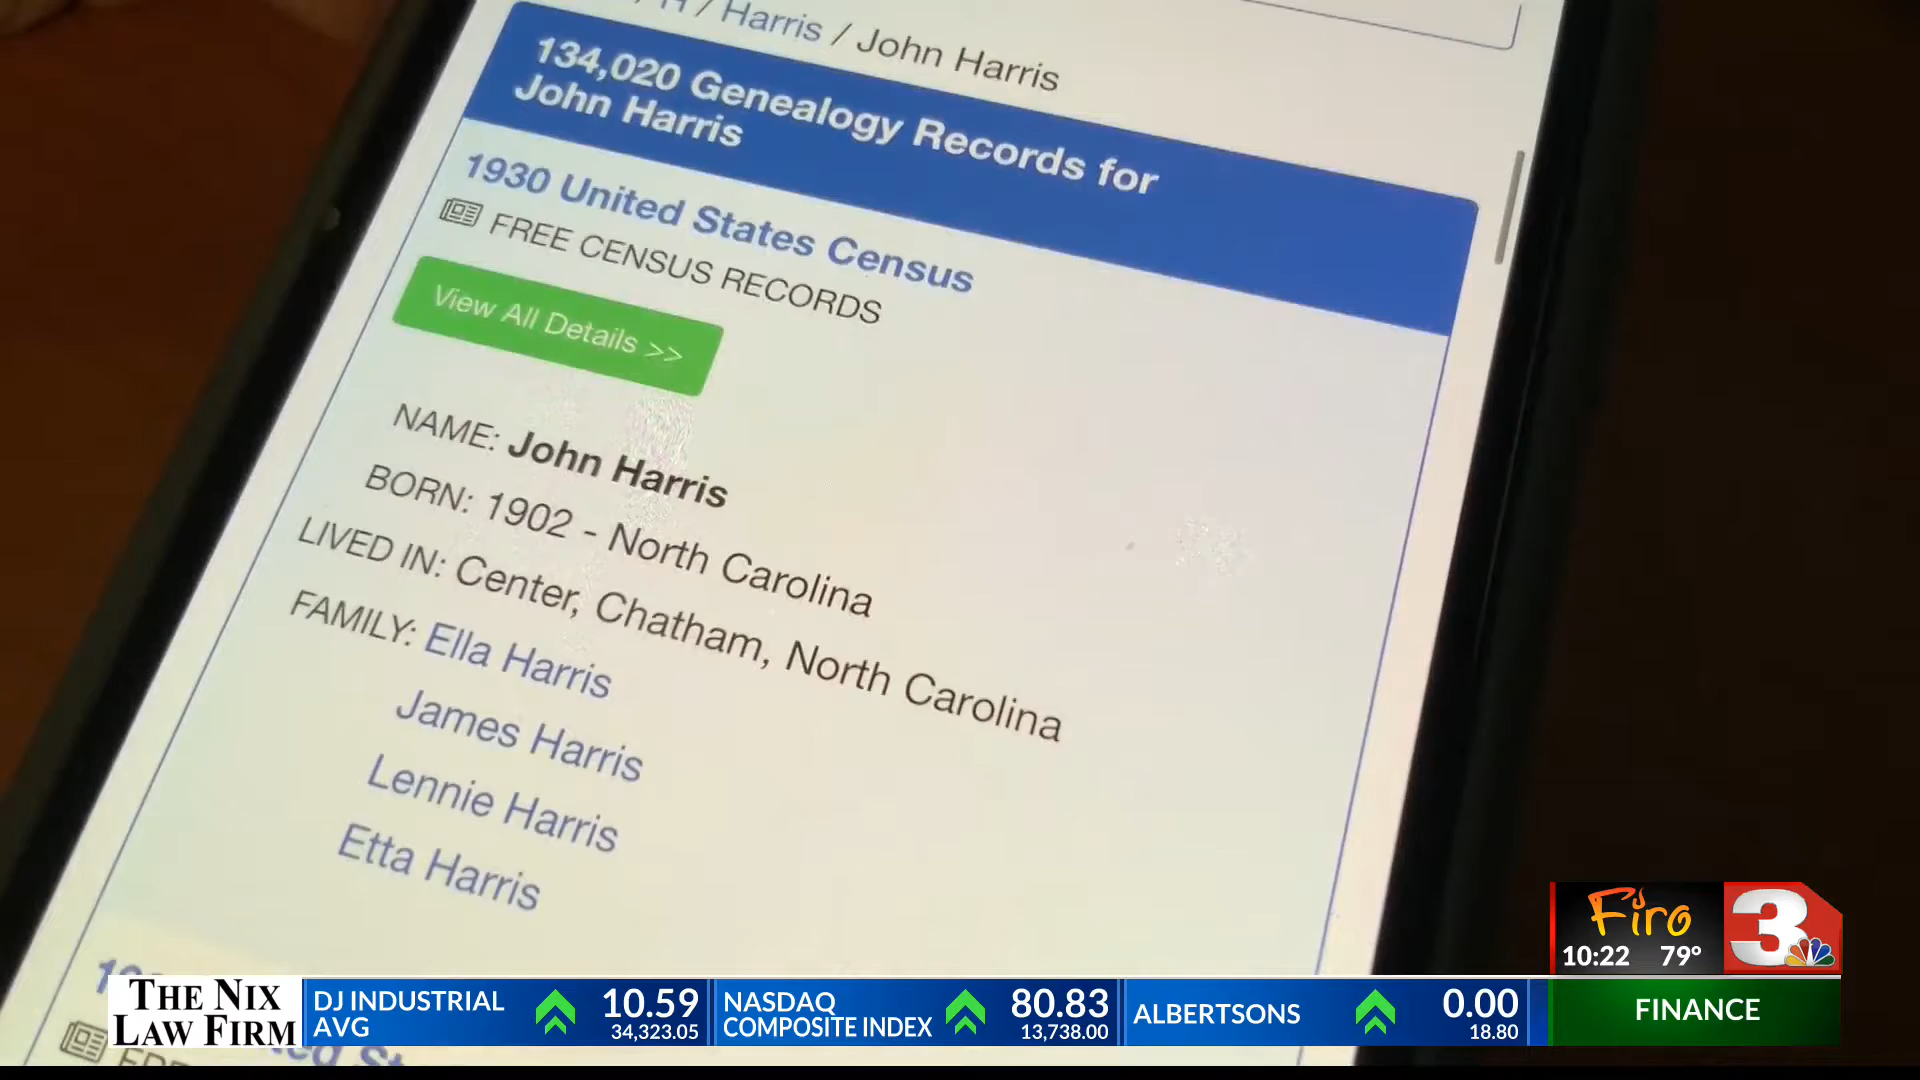 / H / Harris / John Harris
134,020 Genealogy Records for
John Harris
1930 United States Census
FREE CENSUS RECORDS
View All Details >>
NAME: John Harris
BORN: 1902 - North Carolina
LIVED IN: Center, Chatham, North Carolina
FAMILY: Ella Harris
James Harris
Lennie Harris
Etta Harris
Firo
10:22 79°
3
THE NIX
LAW FIRM
DJ INDUSTRIAL
AVG
10.59
34,323.05
NASDAQ
COMPOSITE INDEX
80.83
13,738.00
ALBERTSONS
0.00
18.80
FINANCE